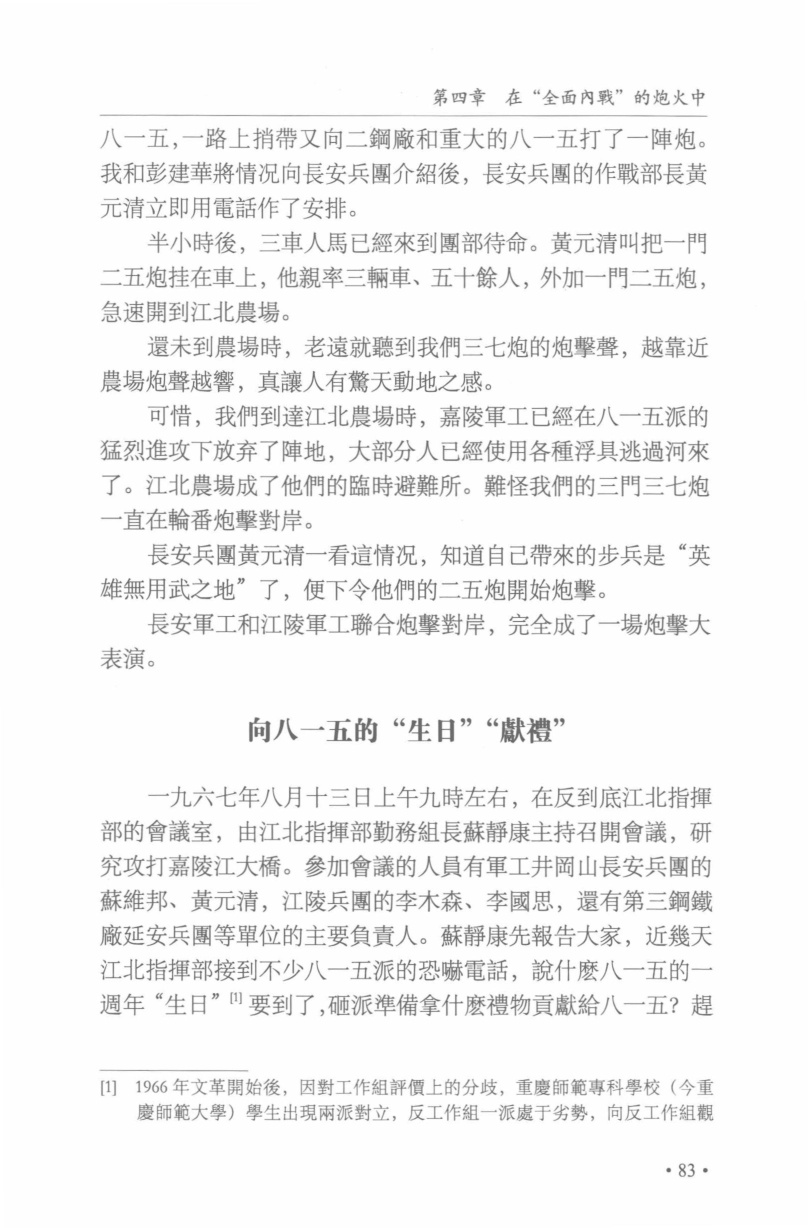 第四章　在“全面內戰”的炮火中
八一五，一路上捎帶又向二鋼廠和重大的八一五打了一陣炮。
我和彭建華將情況向長安兵團介紹後，長安兵團的作戰部長黃
元清立即用電話作了安排。
半小時後，三車人馬已經來到團部待命。黃元清叫把一門
二五炮挂在車上，他親率三輛車、五十餘人，外加一門二五炮，
急速開到江北農場。
還未到農場時，老遠就聽到我們三七炮的炮擊聲，越靠近
農場炮聲越響，真讓人有驚天動地之感。
可惜，我們到達江北農場時，嘉陵軍工已經在八一五派的
猛烈進攻下放弃了陣地，大部分人已經使用各種浮具逃過河來
了。江北農場成了他們的臨時避難所。難怪我們的三門三七炮
一直在輪番炮擊對岸。
長安兵團黃元清一看這情况，知道自己帶來的步兵是“英
雄無用武之地”了，便下令他們的二五炮開始炮擊。
長安軍工和江陵軍工聯合炮擊對岸，完全成了一場炮擊大
表演。
向八一五的“生日”“獻禮”
一九六七年八月十三日上午九時左右，在反到底江北指揮
部的會議室，由江北指揮部勤務組長蘇靜康主持召開會議，研
究攻打嘉陵江大橋。參加會議的人員有軍工井岡山長安兵團的
蘇維邦、黃元清，江陵兵團的李木森、李國思，還有第三鋼鐵
廠延安兵團等單位的主要負責人。蘇靜康先報告大家，近幾天
江北指揮部接到不少八一五派的恐嚇電話，說什麽八一五的一
週年“生日”[1]要到了，砸派準備拿什麽禮物貢獻給八一五？趕
[1]　1966 年文革開始後，因對工作組評價上的分歧，重慶師範專科學校（今重
慶師範大學）學生出現兩派對立，反工作組一派處于劣勢，向反工作組觀
• 83 •